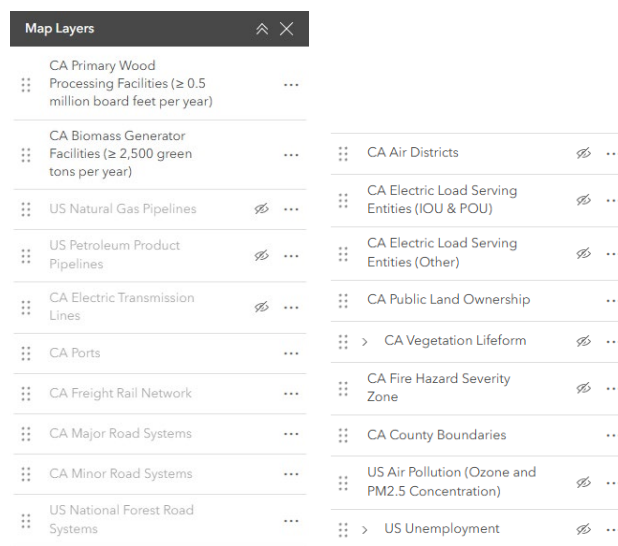 Map Layers
CA Primary Wood
Processing Facilities (≥ 0.5
million board feet per year)
CA Biomass Generator
Facilities (≥ 2,500 green
tons per year)
US Natural Gas Pipelines
US Petroleum Product
Pipelines
CA Electric Transmission
Lines
CA Ports
CA Freight Rail Network
CA Major Road Systems
CA Minor Road Systems
US National Forest Road
Systems
CA Air Districts
CA Electric Load Serving
Entities (IOU & POU)
CA Electric Load Serving
Entities (Other)
CA Public Land Ownership
CA Vegetation Lifeform
CA Fire Hazard Severity
Zone
CA County Boundaries
US Air Pollution (Ozone and
PM2.5 Concentration)
US Unemployment